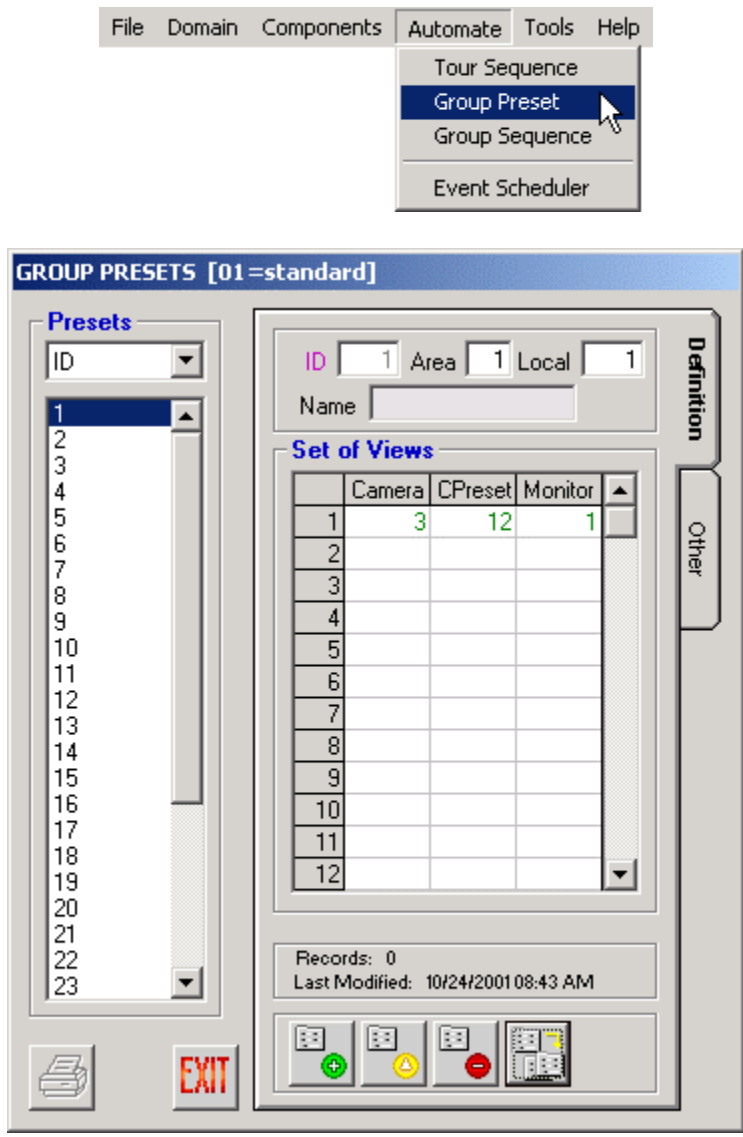 File Domain Components Automate Tools Help
Tour Sequence
Group Preset
Group Sequence
Event Scheduler
GROUP PRESETS [01=standard]
Presets
ID
1
2
3
4
5
6
7
8
9
10
11
12
13
14
15
16
17
18
19
20
21
22
23
EXIT
ID 1 Area 1 Local 1
Name
Set of Views
Camera CPreset Monitor
1 3 12 1
2
3
4
5
6
7
8
9
10
11
12
Records: 0
Last Modified: 10/24/2001 08:43 AM
Definition
Other